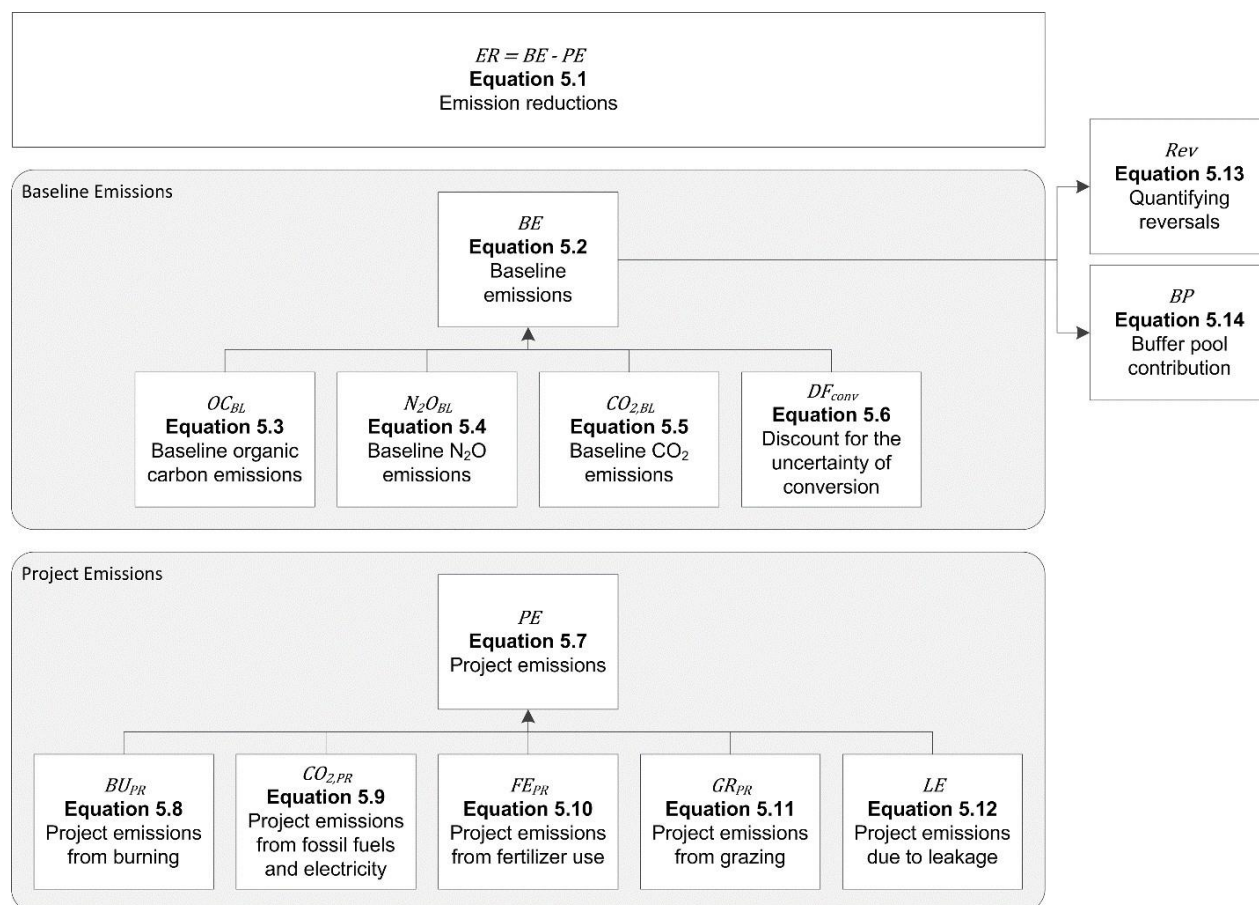 ER = BE - PE
Equation 5.1
Emission reductions
Baseline Emissions
BE
Equation 5.2
Baseline
emissions
Rev
Equation 5.13
Quantifying
reversals
BP
Equation 5.14
Buffer pool
contribution
OC_BL
Equation 5.3
Baseline organic
carbon emissions
N₂O_BL
Equation 5.4
Baseline N₂O
emissions
CO₂,BL
Equation 5.5
Baseline CO₂
emissions
DF_conv
Equation 5.6
Discount for the
uncertainty of
conversion
Project Emissions
PE
Equation 5.7
Project emissions
BU_PR
Equation 5.8
Project emissions
from burning
CO₂,PR
Equation 5.9
Project emissions
from fossil fuels
and electricity
FE_PR
Equation 5.10
Project emissions
from fertilizer use
GR_PR
Equation 5.11
Project emissions
from grazing
LE
Equation 5.12
Project emissions
due to leakage